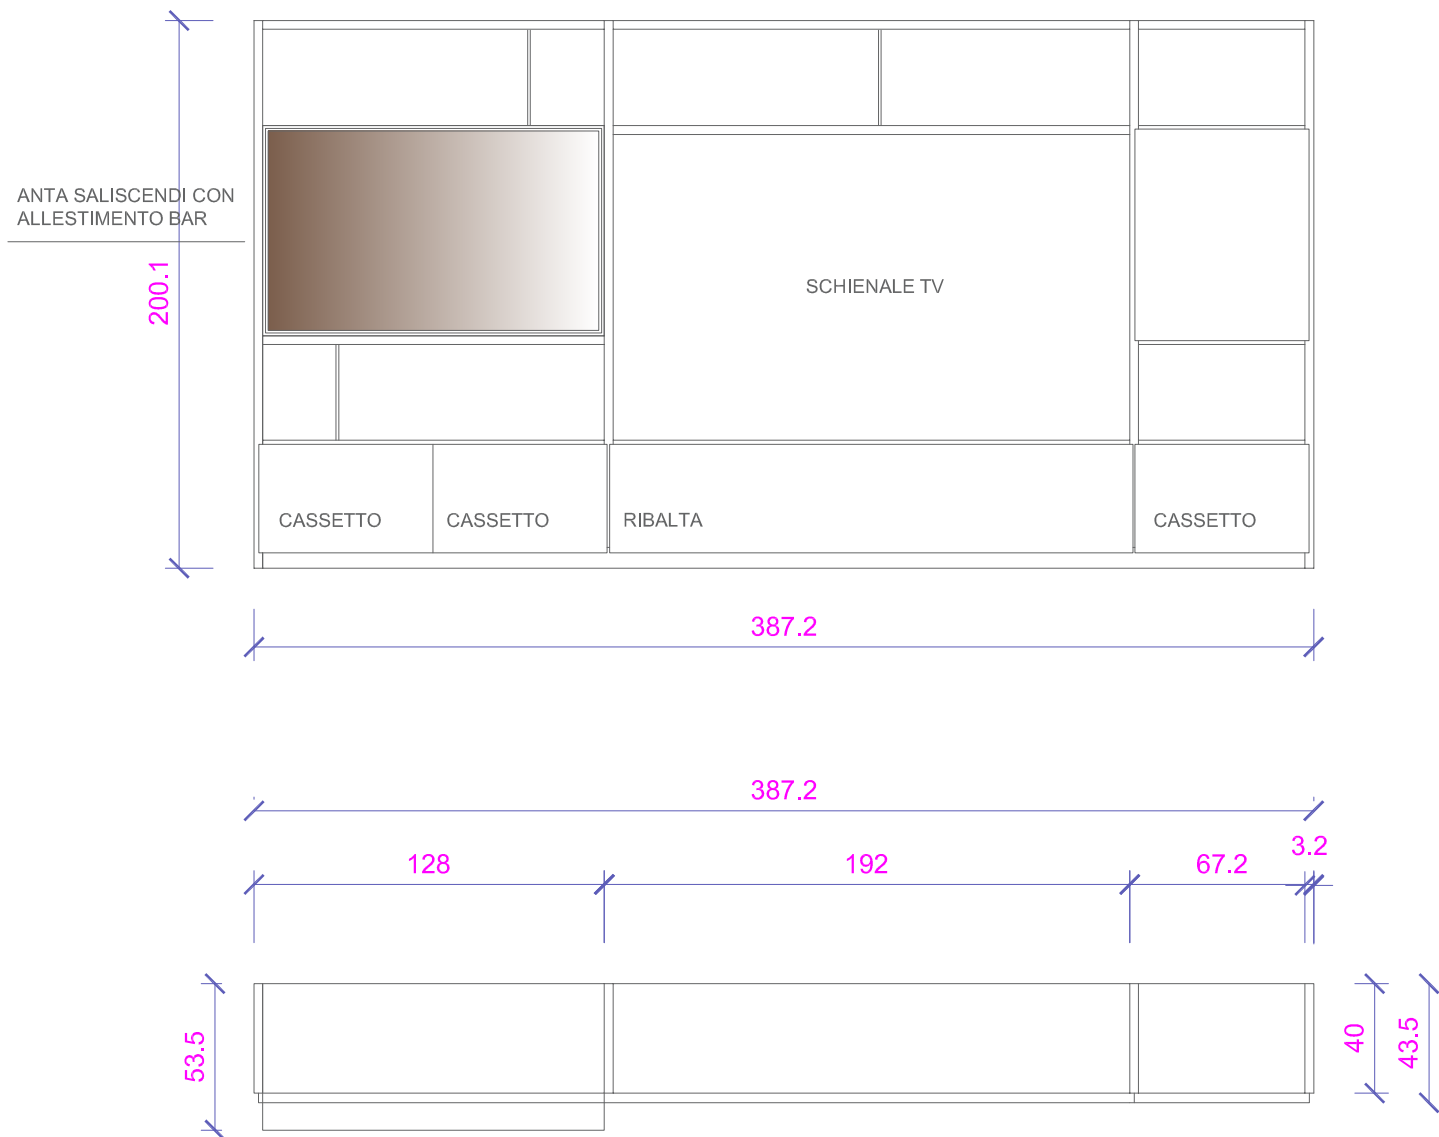 ANTA SALISCENDI CON
ALLESTIMENTO BAR
200.1
SCHIENALE TV
CASSETTO
CASSETTO
RIBALTA
CASSETTO
387.2
387.2
128
192
67.2
3.2
53.5
40
43.5